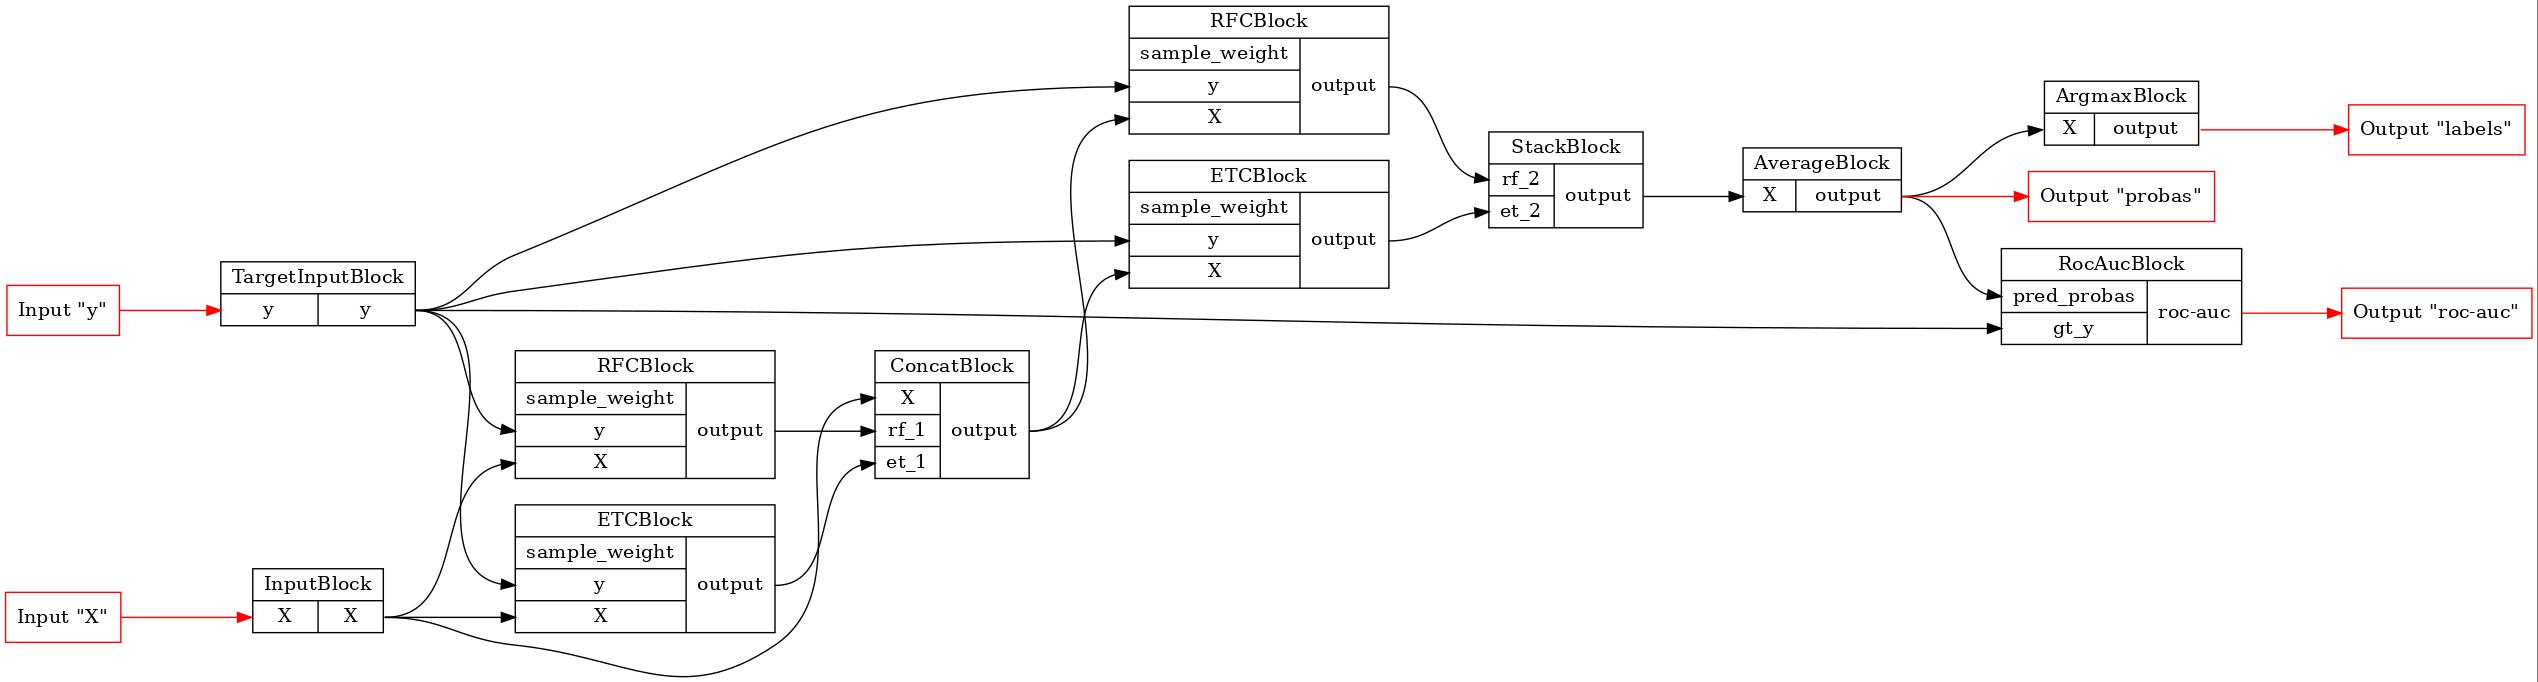 RFCBlock
sample_weight
y
X
output
ETCBlock
sample_weight
y
X
output
StackBlock
rf_2
et_2
output
AverageBlock
X output
ArgmaxBlock
X output
Output "labels"
Output "probas"
RocAucBlock
pred_probas
gt_y
roc-auc
Output "roc-auc"
Input "y"
TargetInputBlock
y y
RFCBlock
sample_weight
y
X
output
ConcatBlock
X
rf_1
et_1
output
ETCBlock
sample_weight
y
X
output
Input "X"
InputBlock
X X